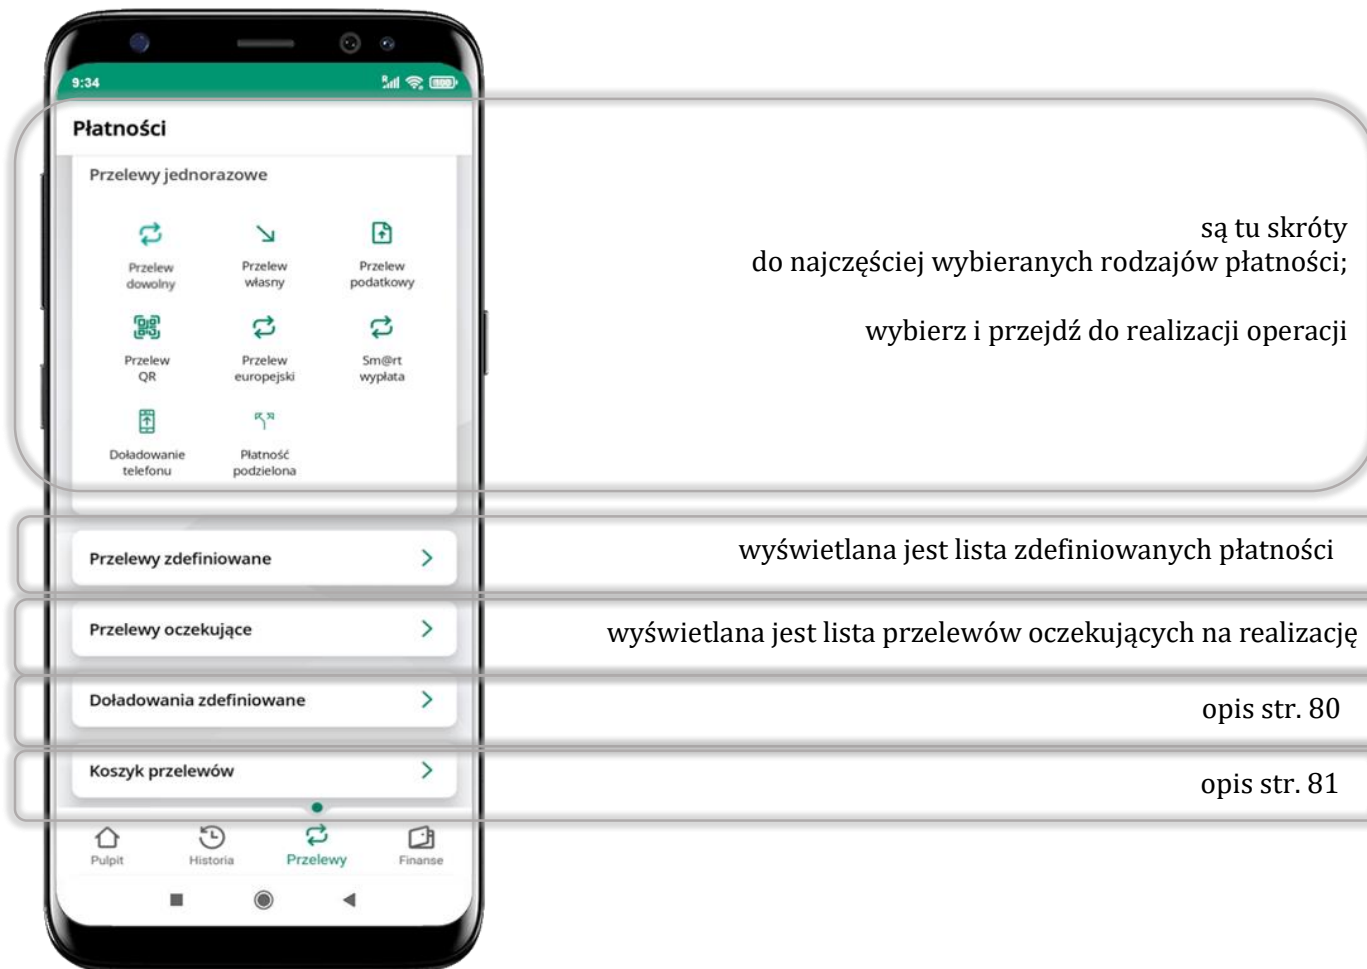 9:34
Płatności
Przelewy jednorazowe
Przelew
dowolny
Przelew
własny
Przelew
podatkowy
Przelew
QR
Przelew
europejski
Sm@rt
wypłata
Doładowanie
telefonu
Płatność
podzielona
są tu skróty
do najczęściej wybieranych rodzajów płatności;
wybierz i przejdź do realizacji operacji
Przelewy zdefiniowane
wyświetlana jest lista zdefiniowanych płatności
Przelewy oczekujące
wyświetlana jest lista przelewów oczekujących na realizację
Doładowania zdefiniowane
opis str. 80
Koszyk przelewów
opis str. 81
Pulpit
Historia
Przelewy
Finanse